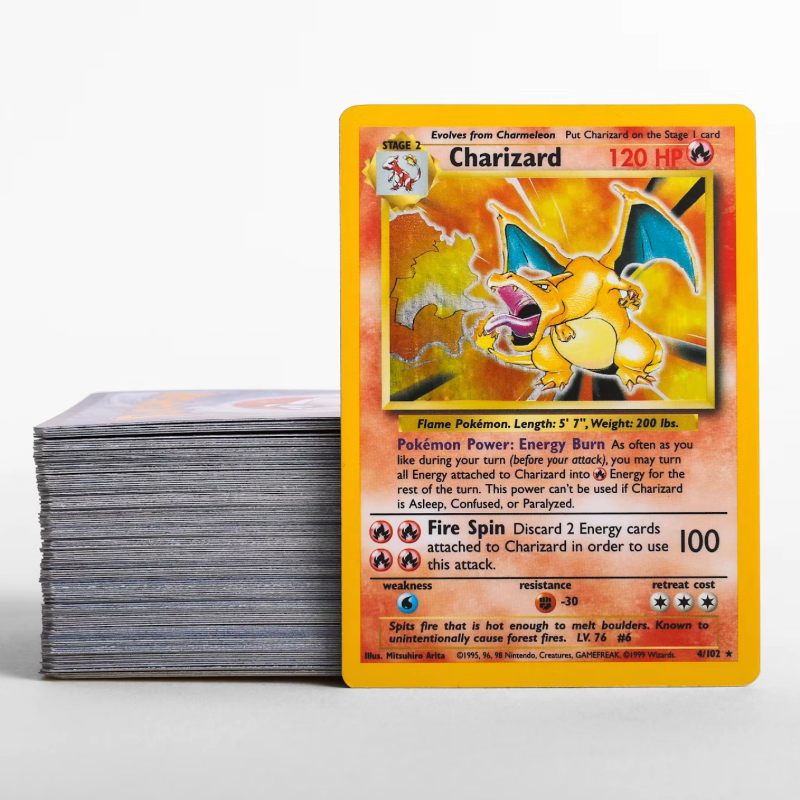 Evolves from Charmeleon Put Charizard on the Stage 1 card
STAGE 2
Charizard 120 HP
Flame Pokémon. Length: 5' 7", Weight: 200 lbs.
Pokémon Power: Energy Burn As often as you
like during your turn (before your attack), you may turn
all Energy attached to Charizard into Energy for the
rest of the turn. This power can't be used if Charizard
is Asleep, Confused, or Paralyzed.
Fire Spin Discard 2 Energy cards
attached to Charizard in order to use 100
this attack.
weakness resistance retreat cost
-30
Spits fire that is hot enough to melt boulders. Known to
unintentionally cause forest fires. LV. 76 #6
Illus. Mitsuhiro Arita ©1995, 96, 98 Nintendo, Creatures, GAMEFREAK. ©1999 Wizards. 4/102 ★